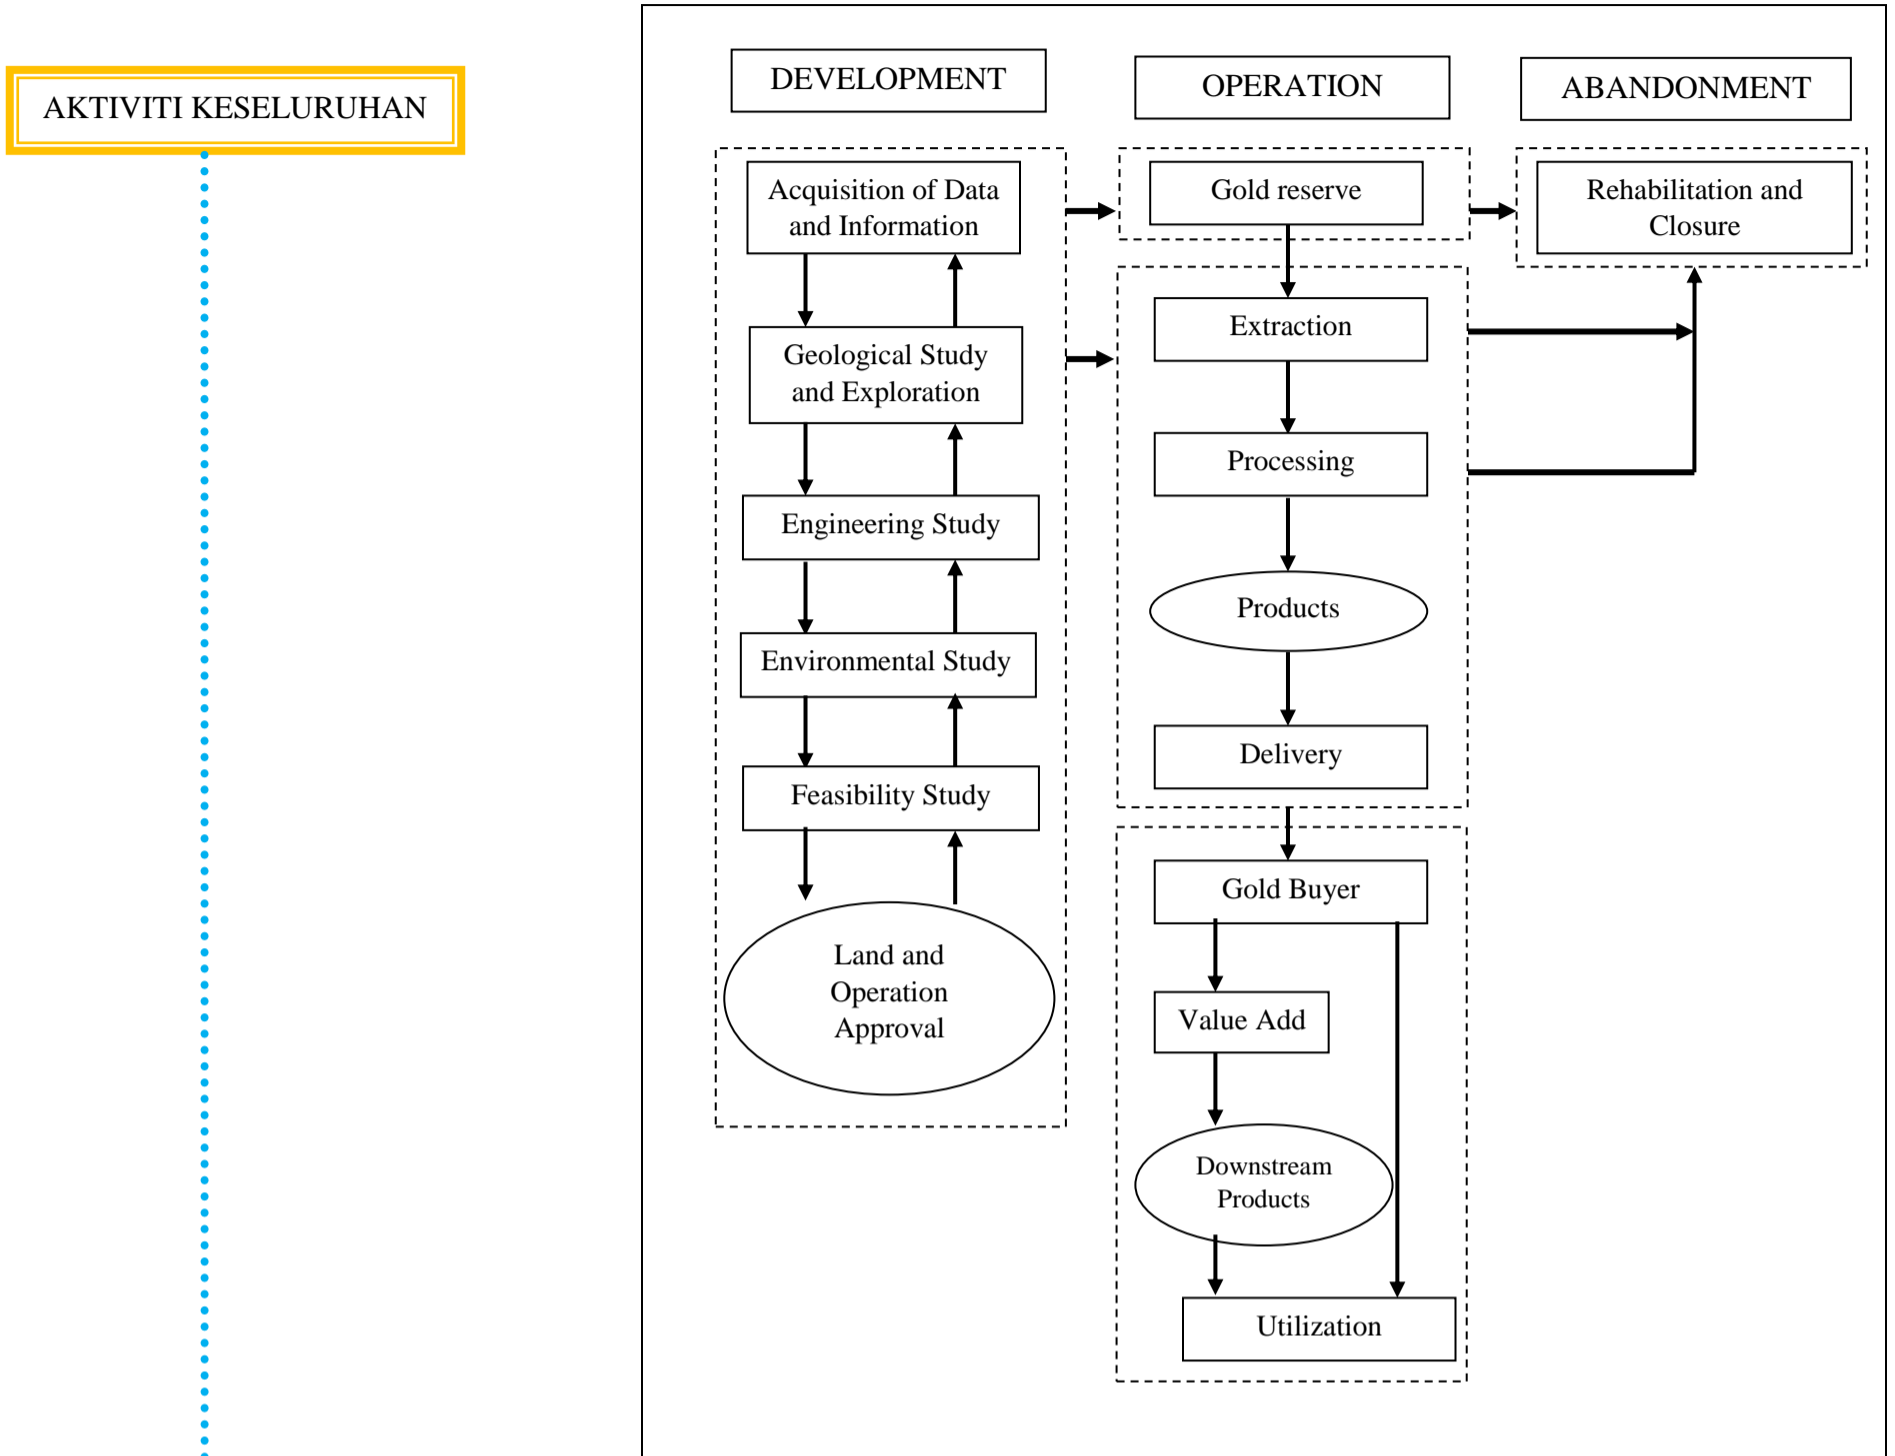 AKTIVITI KESELURUHAN
DEVELOPMENT
Acquisition of Data
and Information
Geological Study
and Exploration
Engineering Study
Environmental Study
Feasibility Study
Land and
Operation
Approval
OPERATION
Gold reserve
Extraction
Processing
Products
Delivery
Gold Buyer
Value Add
Downstream
Products
Utilization
ABANDONMENT
Rehabilitation and
Closure